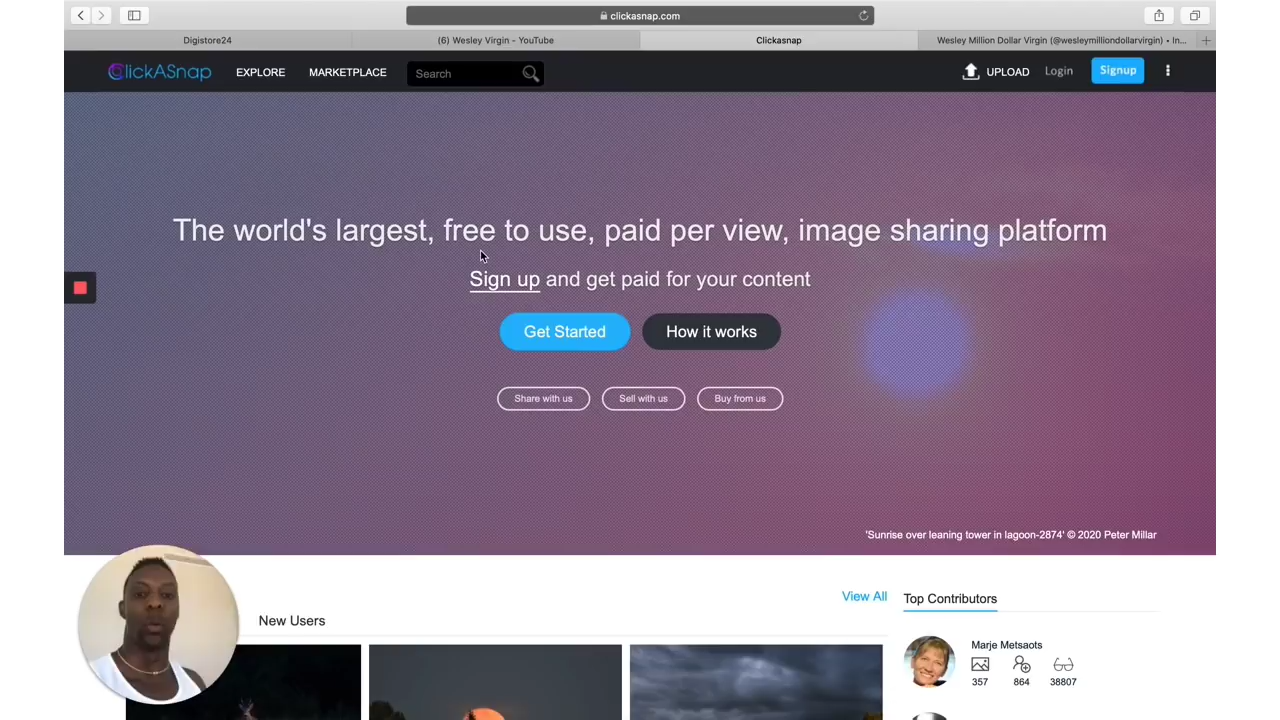 clickasnap.com
Digistore24
(6) Wesley Virgin - YouTube
Clickasnap
Wesley Million Dollar Virgin (@wesleymilliondollarvirgin) • In...
ClickASnap
EXPLORE
MARKETPLACE
Search
UPLOAD
Login
Signup
The world's largest, free to use, paid per view, image sharing platform
Sign up and get paid for your content
Get Started
How it works
Share with us
Sell with us
Buy from us
'Sunrise over leaning tower in lagoon-2874' © 2020 Peter Millar
New Users
View All
Top Contributors
Marje Metsaots
357
864
38807